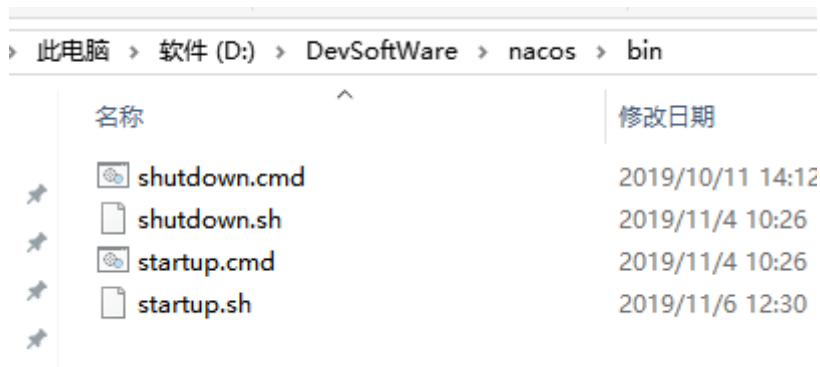 此电脑 > 软件 (D:) > DevSoftWare > nacos > bin
名称 修改日期
shutdown.cmd 2019/10/11 14:12
shutdown.sh 2019/11/4 10:26
startup.cmd 2019/11/4 10:26
startup.sh 2019/11/6 12:30